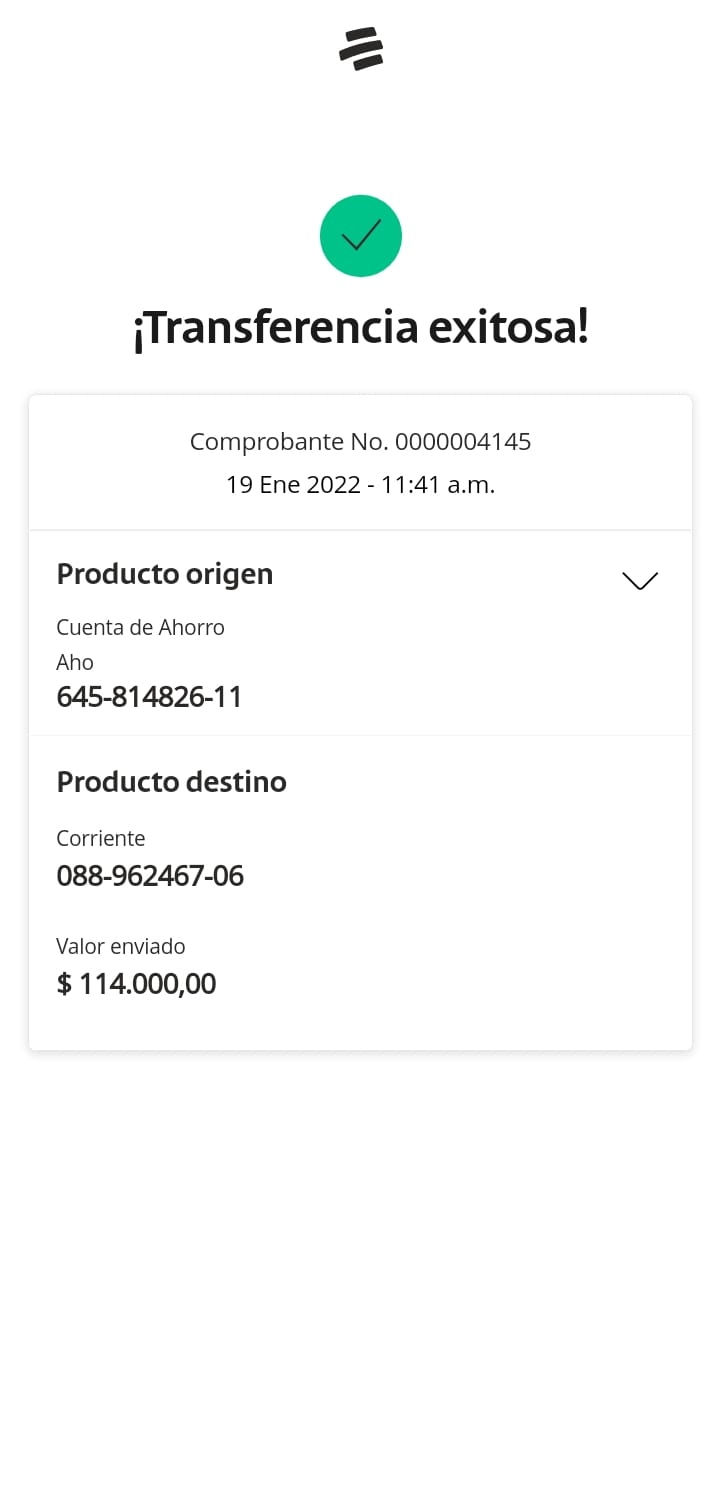 ¡Transferencia exitosa!
Comprobante No. 0000004145
19 Ene 2022 - 11:41 a.m.
Producto origen
Cuenta de Ahorro
Aho
645-814826-11
Producto destino
Corriente
088-962467-06
Valor enviado
$ 114.000,00